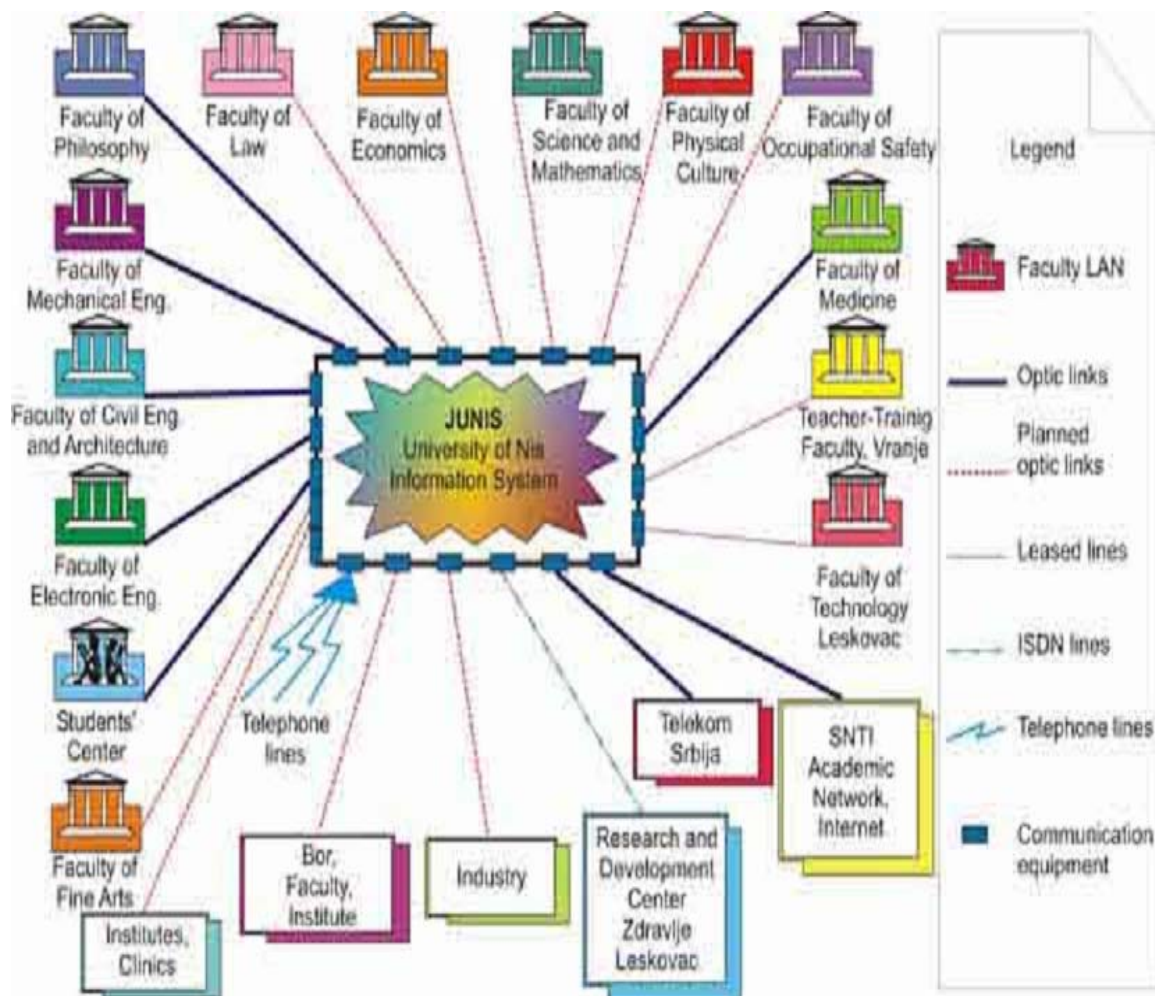 Faculty of
Philosophy
Faculty of
Law
Faculty of
Economics
Faculty of
Science and
Mathematics
Faculty of
Physical
Culture
Faculty of
Occupational Safety
Legend
Faculty of
Mechanical Eng.
Faculty of
Medicine
Faculty LAN
Faculty of Civil Eng
and Architecture
JUNIS
University of Nis
Information System
Teacher-Trainig
Faculty, Vranje
Optic links
Planned
optic links
Faculty of
Electronic Eng.
Faculty of
Technology
Leskovac
Leased lines
ISDN lines
Students'
Center
Telephone
lines
Telekom
Srbija
SNTI
Academic
Network,
Internet
Telephone lines
Faculty of
Fine Arts
Institutes,
Clinics
Bor,
Faculty,
Institute
Industry
Research and
Development
Center
Zdravlje
Leskovac
Communication
equipment